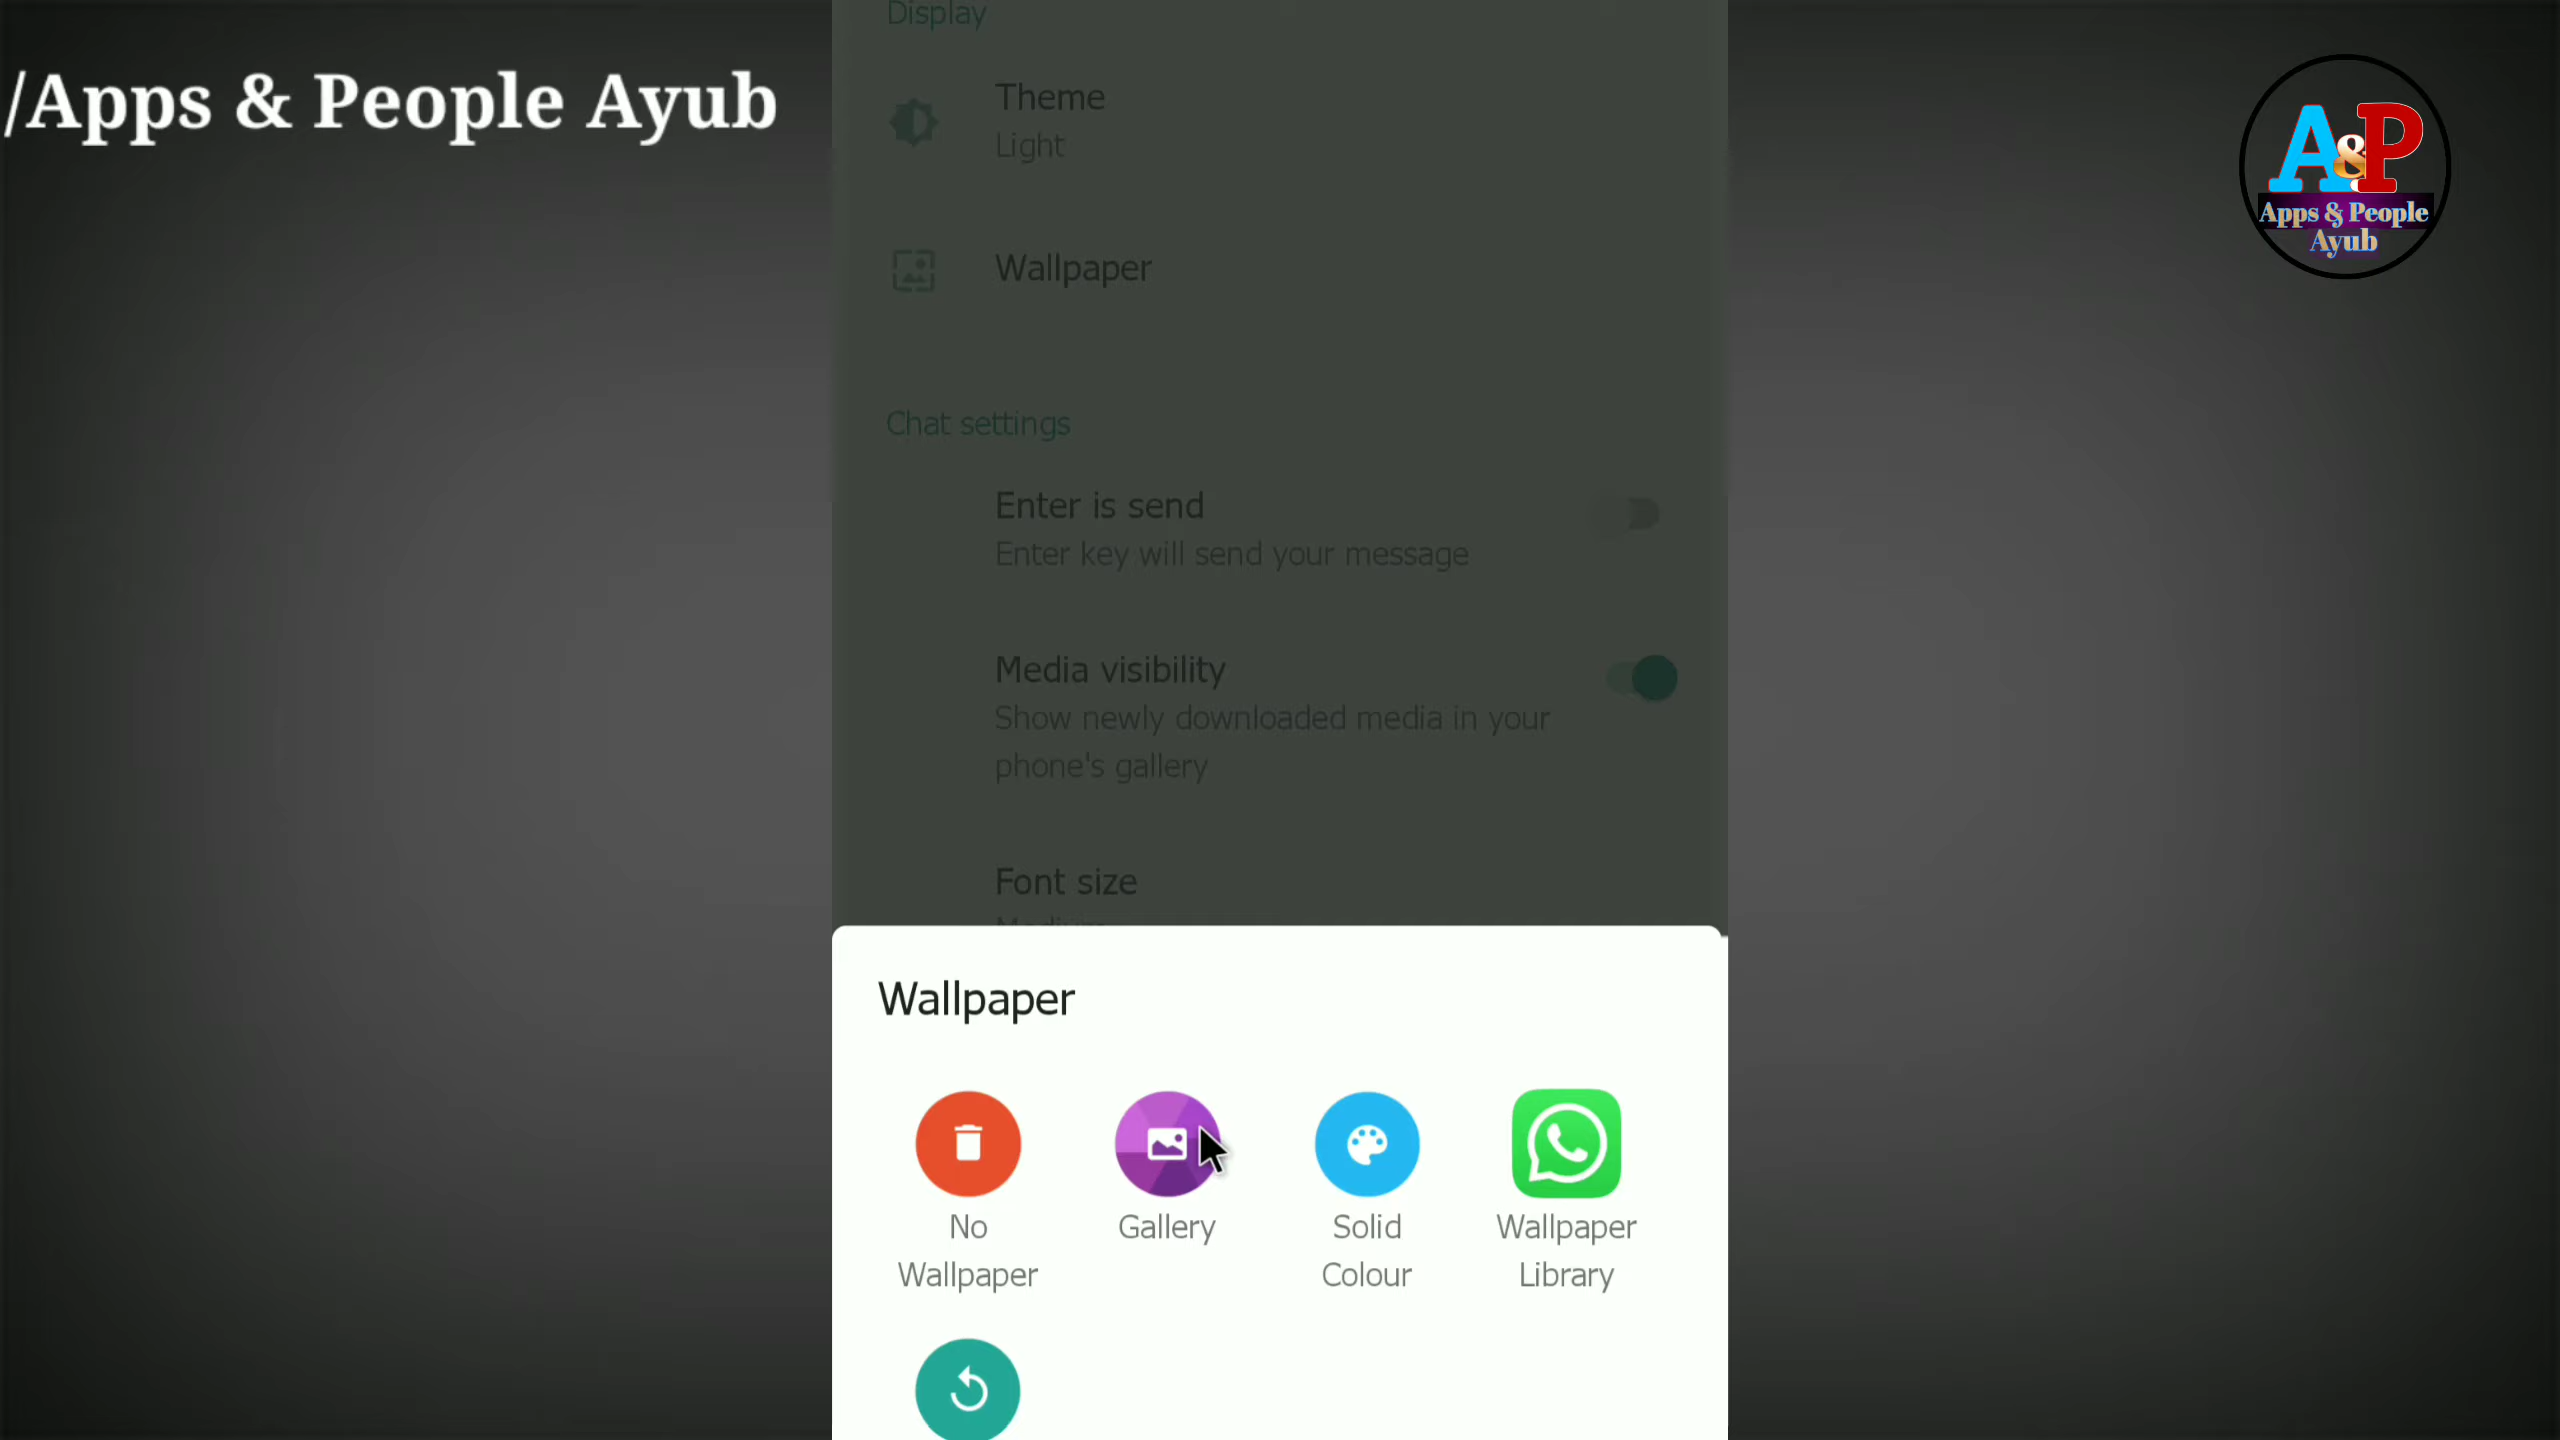 /Apps & People Ayub
A&P
Apps & People
Ayub
Display
Theme
Light
Wallpaper
Chat settings
Enter is send
Enter key will send your message
Media visibility
Show newly downloaded media in your
phone's gallery
Font size
Medium
Wallpaper
No
Wallpaper
Gallery
Solid
Colour
Wallpaper
Library